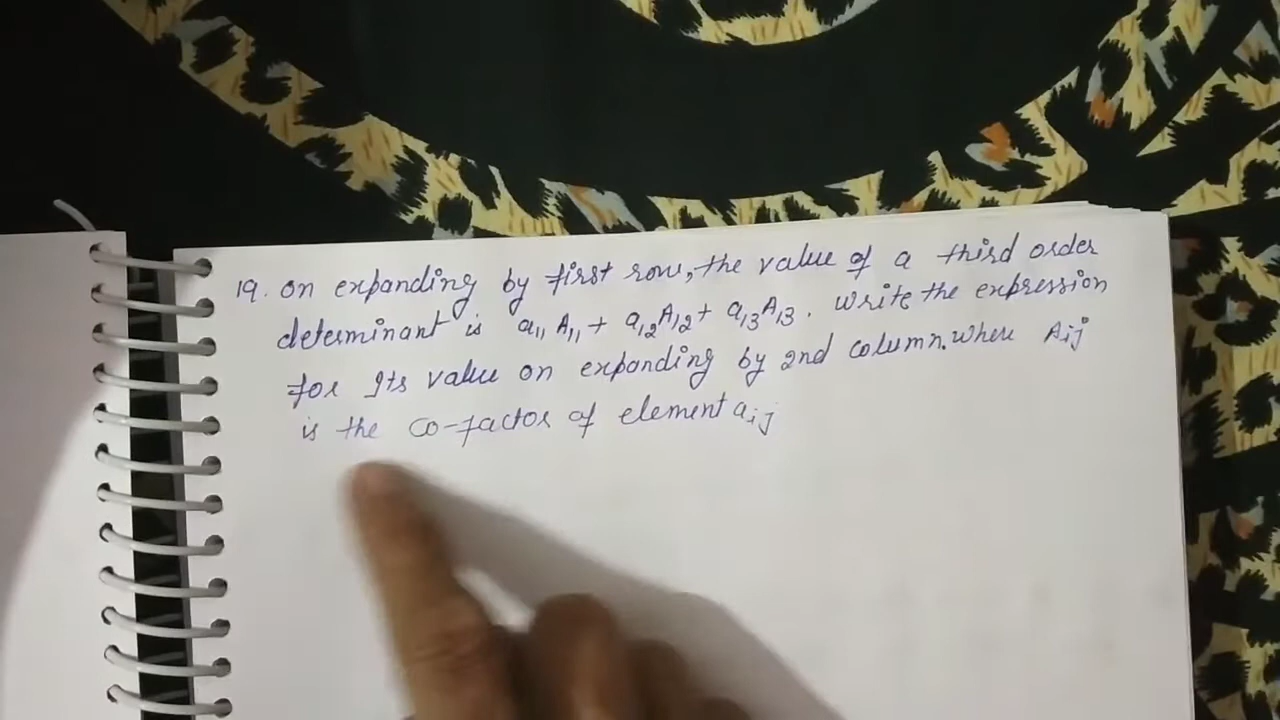 19. on expanding by first row, the value of a third order
determinant is a₁₁ A₁₁ + a₁₂ A₁₂ + a₁₃ A₁₃. Write the expression
for Its value on expanding by 2nd column. where Aij
is the co-factor of element aij